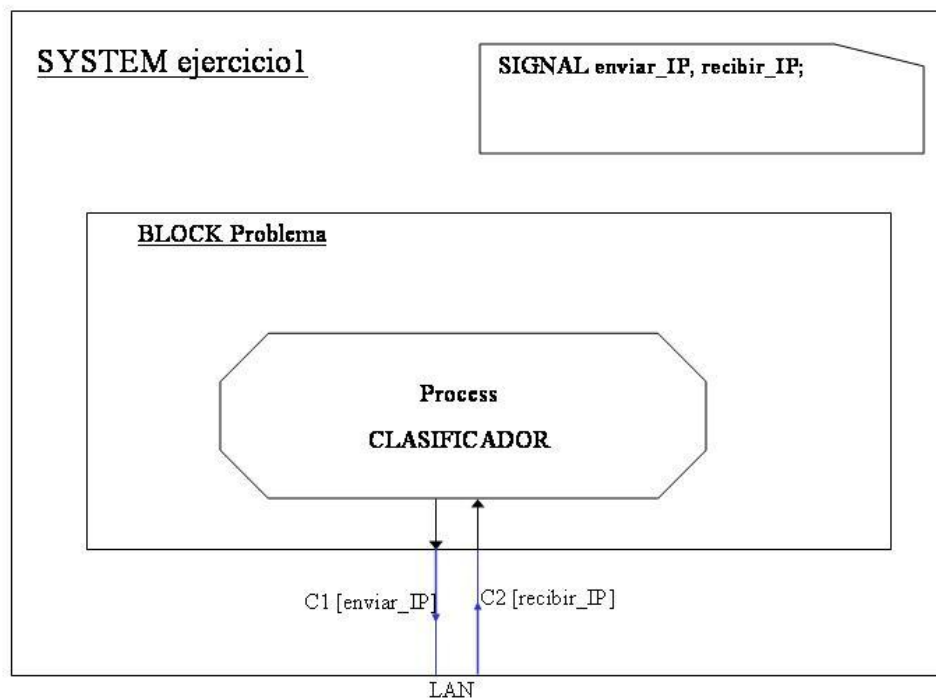 SYSTEM ejercicio1
SIGNAL enviar_IP, recibir_IP;
BLOCK Problema
Process
CLASIFICADOR
C1 [enviar_IP]
C2 [recibir_IP]
LAN